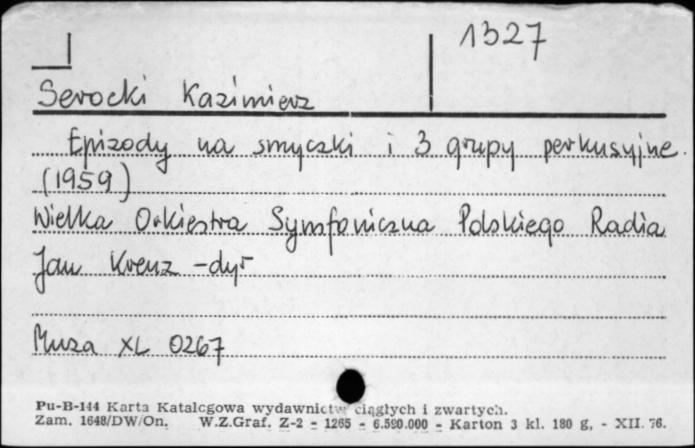 1327
Serocki Kazimierz
Epizody na smyczki i 3 grupy perkusyjne.
(1959)
Wielka Orkiestra Symfoniczna Polskiego Radia
Jan Krenz - dyr
Muza XL 0267
Pu-B-144 Karta Katalogowa wydawnictw ciągłych i zwartych.
Zam. 1648/DW/On. W.Z.Graf. Z-2 - 1265 - 6.590.000 - Karton 3 kl. 180 g, - XII. 76.